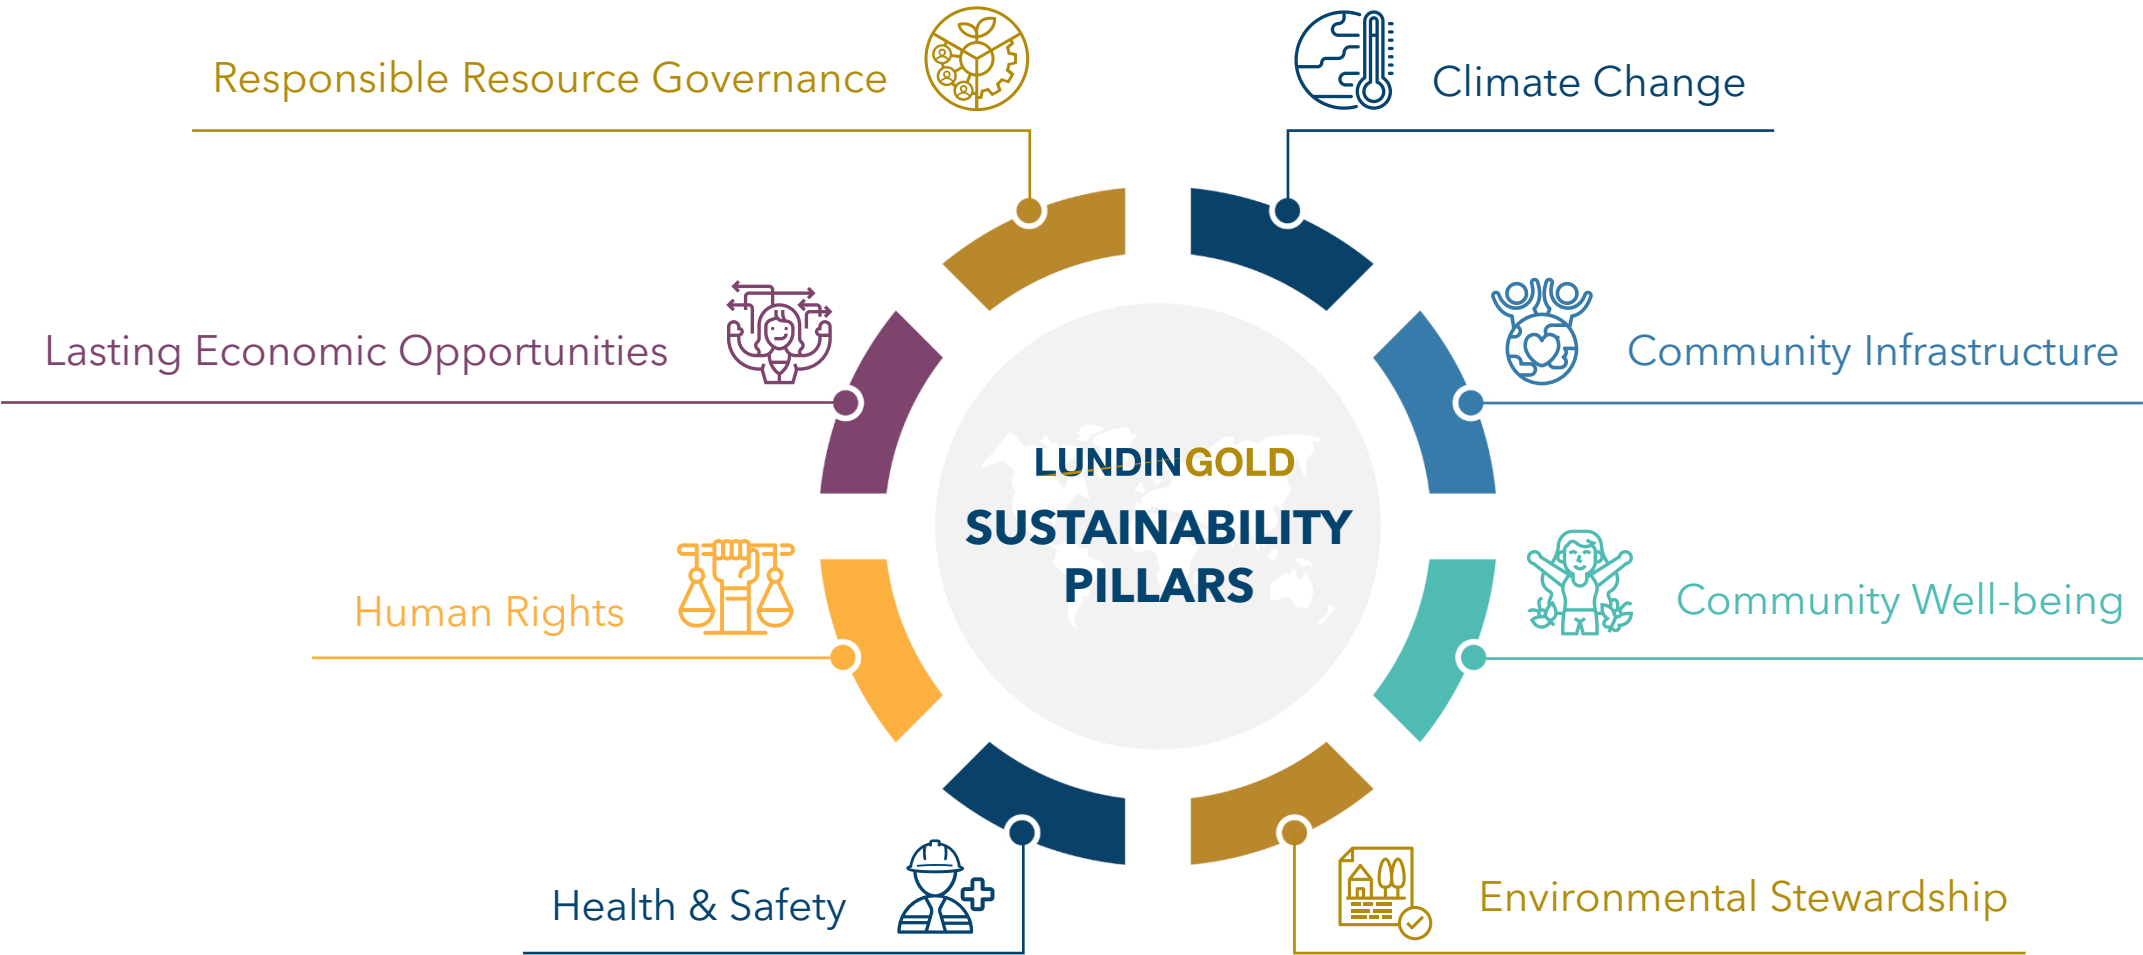 Responsible Resource Governance
Climate Change
Lasting Economic Opportunities
Community Infrastructure
LUNDINGOLD
SUSTAINABILITY
PILLARS
Human Rights
Community Well-being
Health & Safety
Environmental Stewardship